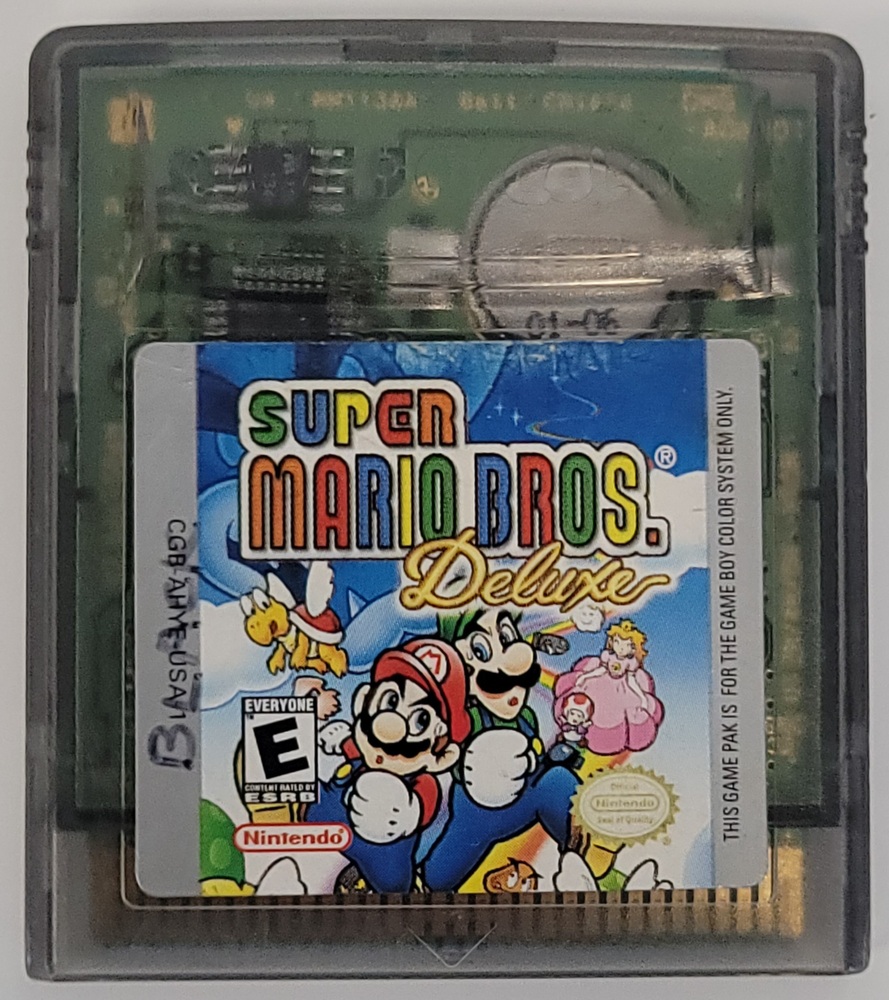 01-06
SUPER
MARIO BROS.®
Deluxe
CGB-AHYE-USA-1
B
M
EVERYONE
E
CONTENT RATED BY
ESRB
Nintendo®
Official
Nintendo
Seal of Quality
THIS GAME PAK IS FOR THE GAME BOY COLOR SYSTEM ONLY.